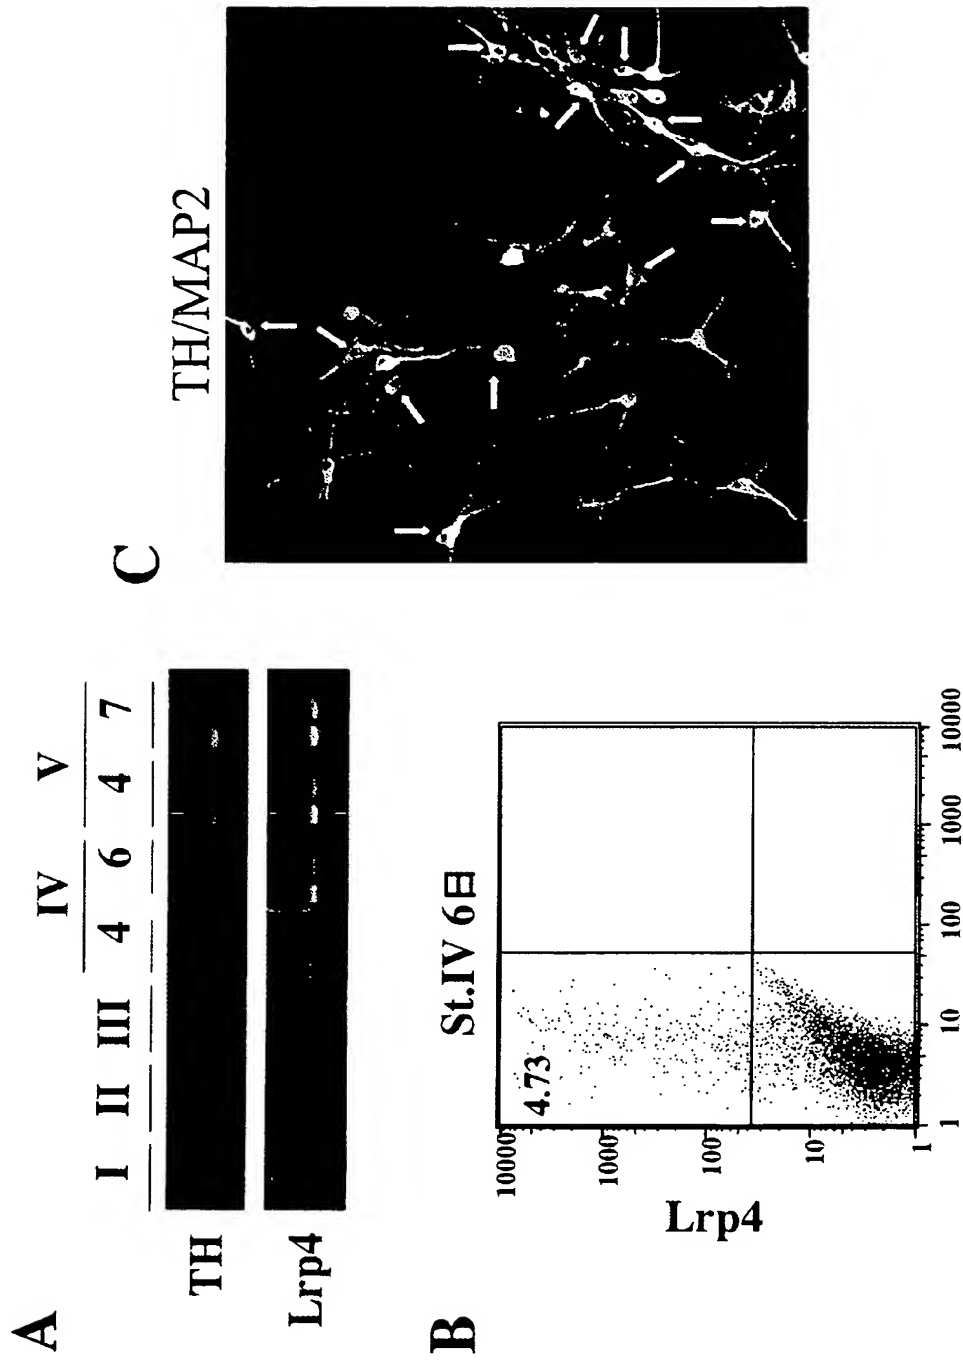 A
IV V
I II III 4 6 4 7
TH
Lrp4
B
St.IV 6日
4.73
10000
1000
100
10
1
Lrp4
1 10 100 1000 10000
C
TH/MAP2